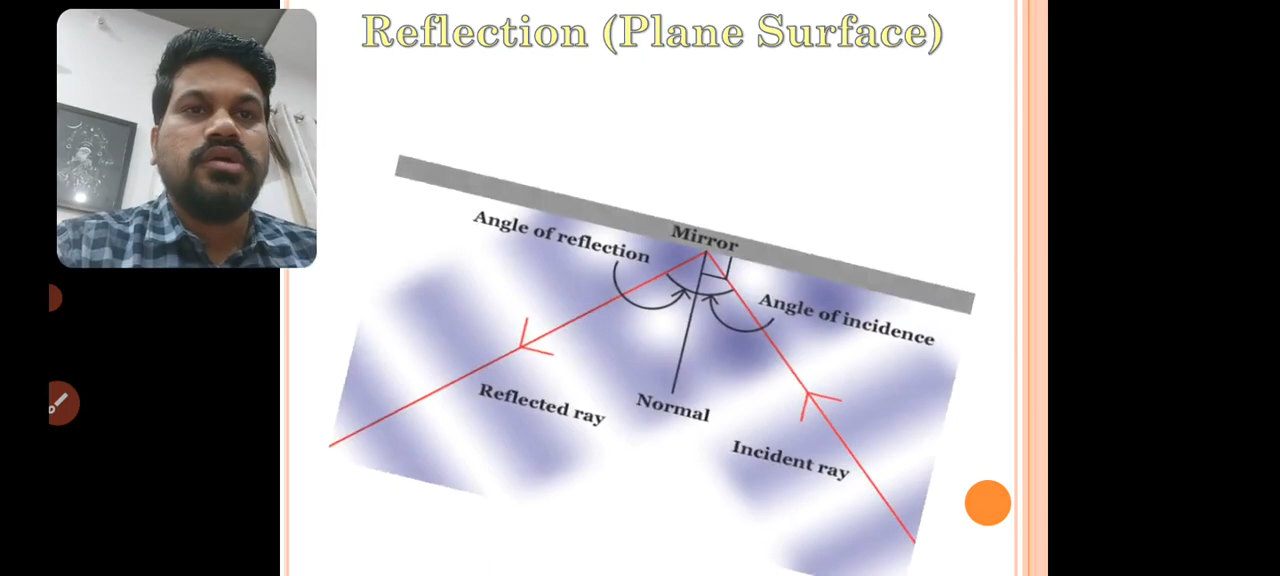 Reflection (Plane Surface)
Mirror
Angle of reflection
Angle of incidence
Reflected ray
Normal
Incident ray